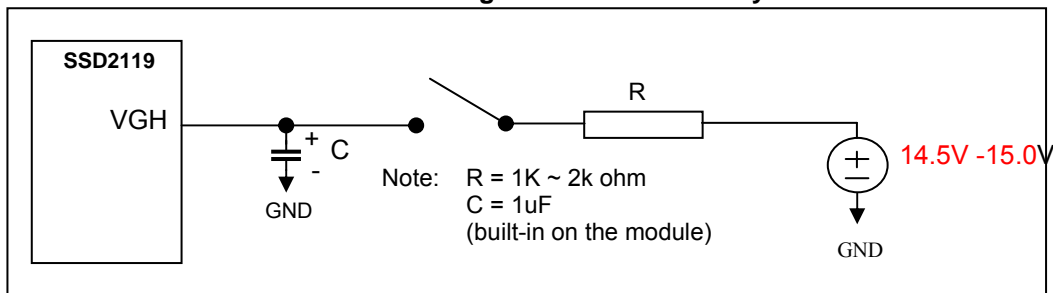 SSD2119
VGH
+
C
-
GND
R
Note: R = 1K ~ 2k ohm
C = 1uF
(built-in on the module)
14.5V -15.0V
GND